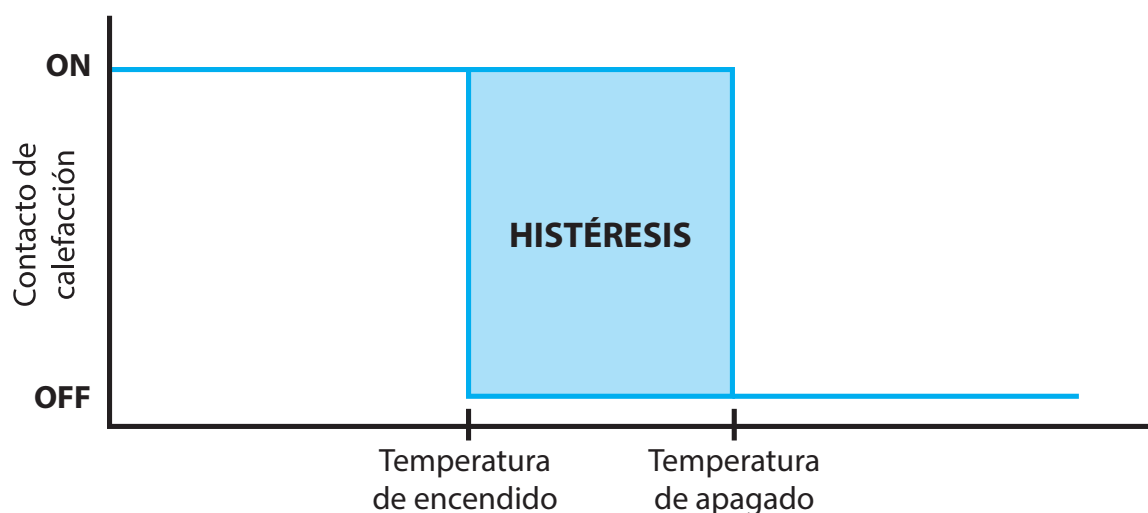 ON
Contacto de
calefacción
HISTÉRESIS
OFF
Temperatura
de encendido
Temperatura
de apagado